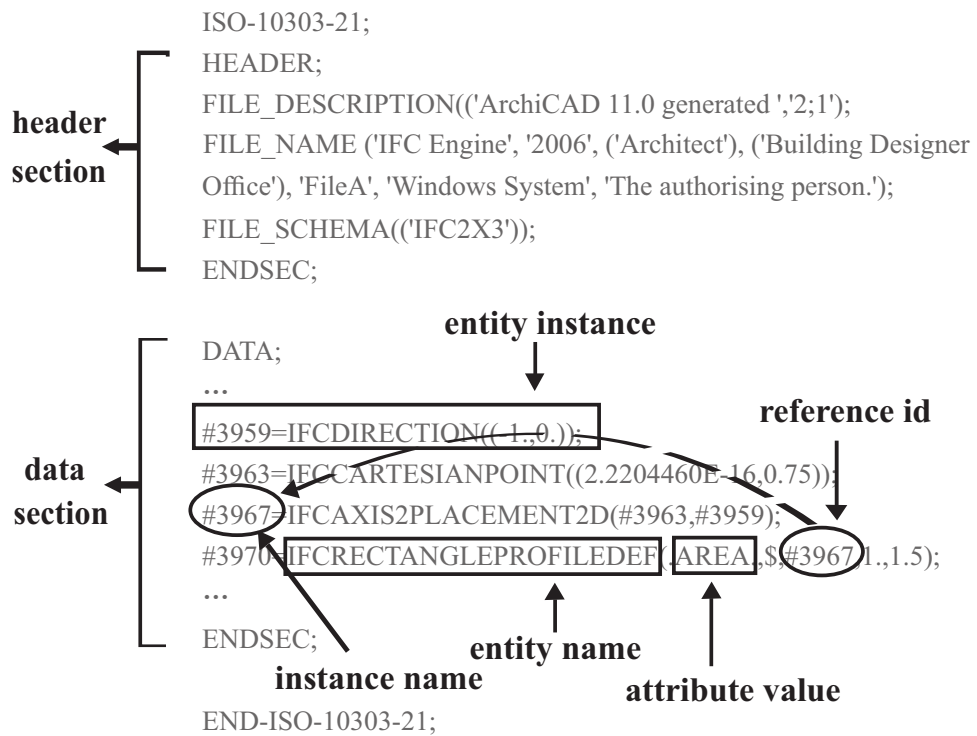 ISO-10303-21;
HEADER;
FILE_DESCRIPTION(('ArchiCAD 11.0 generated ','2;1');
header
section
FILE_NAME ('IFC Engine', '2006', ('Architect'), ('Building Designer
Office'), 'FileA', 'Windows System', 'The authorising person.');
FILE_SCHEMA(('IFC2X3'));
ENDSEC;
entity instance
DATA;
...
reference id
#3959=IFCDIRECTION((-1.,0.));
data
section
#3963=IFCCARTESIANPOINT((2.2204460E-16,0.75));
#3967=IFCAXIS2PLACEMENT2D(#3963,#3959);
#3970=IFCRECTANGLEPROFILEDEF(.AREA.,$,#3967,1.,1.5);
...
ENDSEC;
entity name
instance name
attribute value
END-ISO-10303-21;